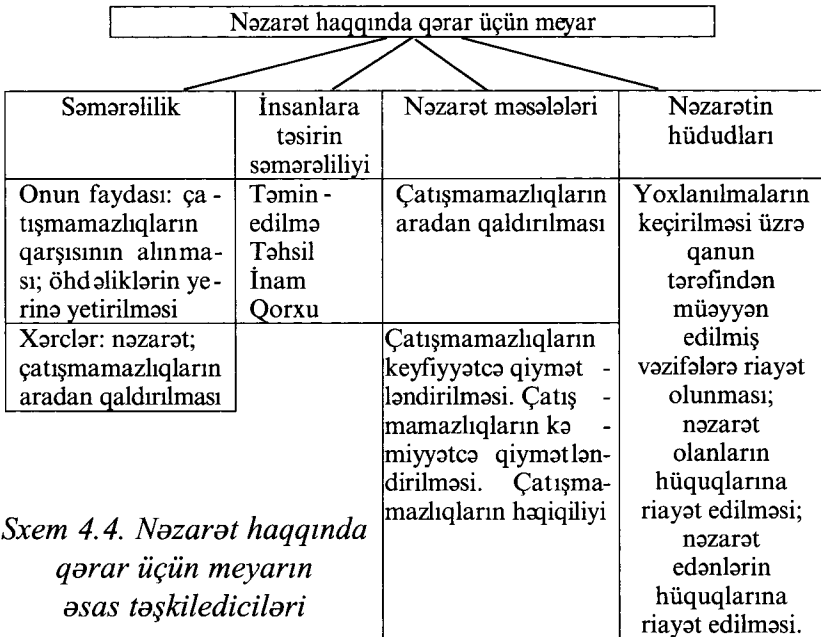 Nəzarət haqqında qərar üçün meyar
Səmərəlilik
İnsanlara
təsirin
səmərəliliyi
Nəzarət məsələləri
Nəzarətin
hüdudları
Onun faydası: ça -
tışmamazlıqların
qarşısının alınma-
sı; öhdəliklərin ye-
rinə yetirilməsi
Təmin -
edilmə
Təhsil
İnam
Qorxu
Çatışmamazlıqların
aradan qaldırılması
Yoxlanılmaların
keçirilməsi üzrə
qanun
tərəfindən
müəyyən
edilmiş
vəzifələrə riayət
olunması;
nəzarət
olanların
hüquqlarına
riayət edilməsi;
nəzarət
edənlərin
hüquqlarına
riayət edilməsi.
Xərclər: nəzarət;
çatışmamazlıqların
aradan qaldırılması
Çatışmamazlıqların
keyfiyyətcə qiymət -
ləndirilməsi. Çatış -
mamazlıqların kə -
miyyətcə qiymətlən-
dirilməsi. Çatışma-
mazlıqların həqiqiliyi
Sxem 4.4. Nəzarət haqqında
qərar üçün meyarın
əsas təşkilediciləri